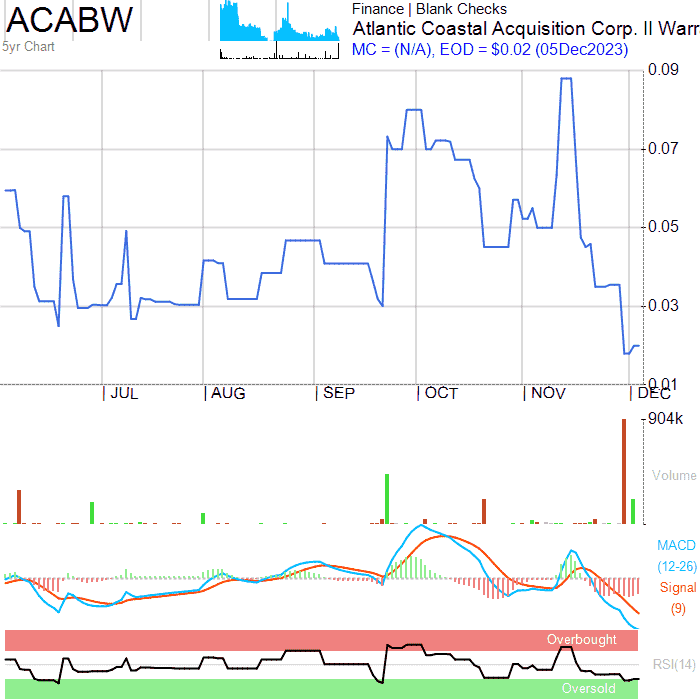 ACABW
5yr Chart
Finance | Blank Checks
Atlantic Coastal Acquisition Corp. II Warr
MC = (N/A), EOD = $0.02 (05Dec2023)
0.09
0.07
0.05
0.03
0.01
JUL AUG SEP OCT NOV DEC
904k
Volume
MACD
(12-26)
Signal
(9)
Overbought
RSI(14)
Oversold